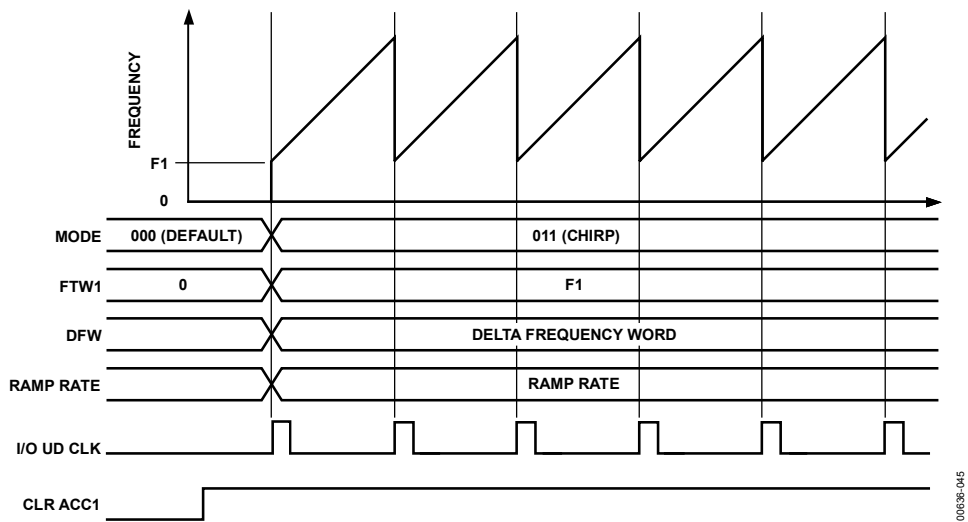 FREQUENCY
F1
0
MODE 000 (DEFAULT) 011 (CHIRP)
FTW1 0 F1
DFW DELTA FREQUENCY WORD
RAMP RATE RAMP RATE
I/O UD CLK
CLR ACC1
00636-045